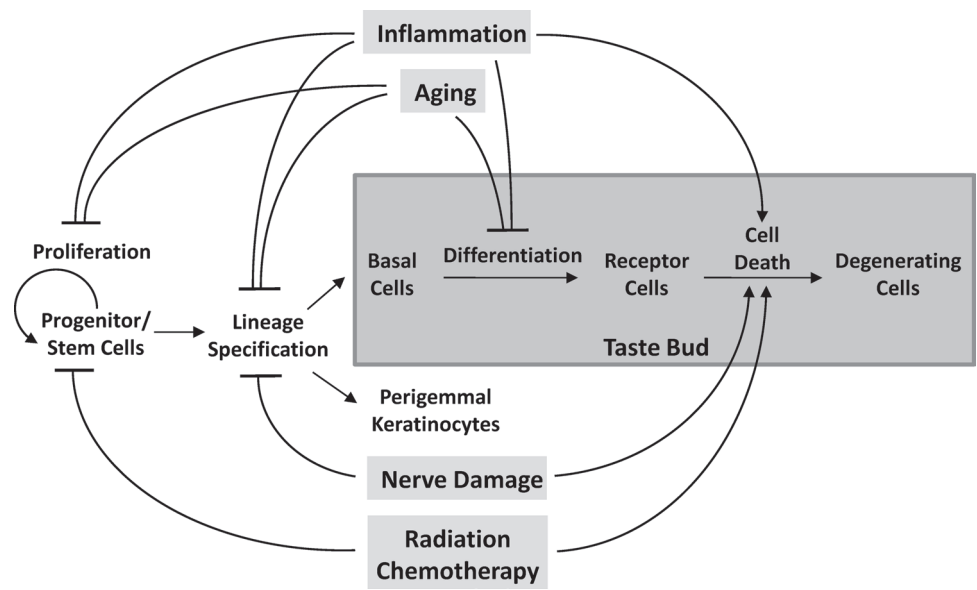 Inflammation
Aging
Proliferation
Progenitor/
Stem Cells
Lineage
Specification
Basal
Cells
Differentiation
Receptor
Cells
Cell
Death
Degenerating
Cells
Taste Bud
Perigemmal
Keratinocytes
Nerve Damage
Radiation
Chemotherapy